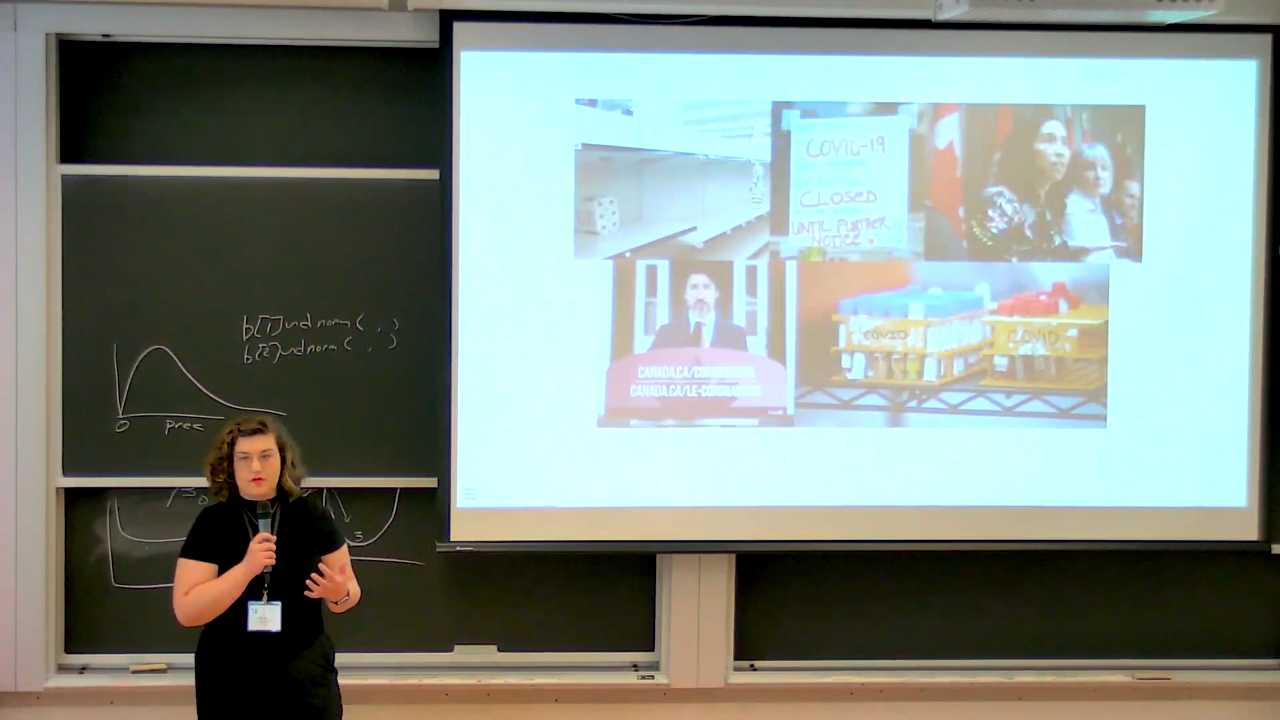 b[1]~dnorm( , )
b[2]~dnorm( , )
0 prec
3
COVID-19
CLOSED
UNTIL FURTHER
NOTICE
CANADA.CA/CORONAVIRUS
CANADA.CA/LE-CORONAVIRUS
COVID
COVID